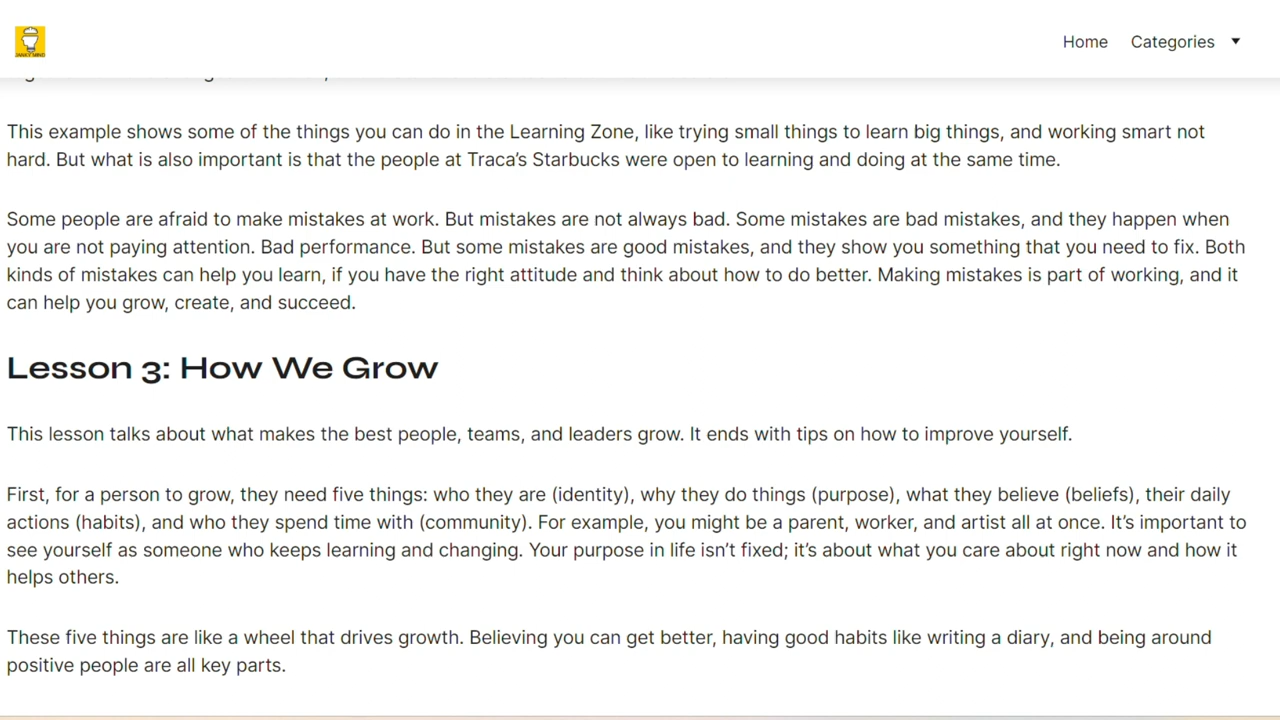 Home Categories
This example shows some of the things you can do in the Learning Zone, like trying small things to learn big things, and working smart not
hard. But what is also important is that the people at Traca’s Starbucks were open to learning and doing at the same time.
Some people are afraid to make mistakes at work. But mistakes are not always bad. Some mistakes are bad mistakes, and they happen when
you are not paying attention. Bad performance. But some mistakes are good mistakes, and they show you something that you need to fix. Both
kinds of mistakes can help you learn, if you have the right attitude and think about how to do better. Making mistakes is part of working, and it
can help you grow, create, and succeed.
Lesson 3: How We Grow
This lesson talks about what makes the best people, teams, and leaders grow. It ends with tips on how to improve yourself.
First, for a person to grow, they need five things: who they are (identity), why they do things (purpose), what they believe (beliefs), their daily
actions (habits), and who they spend time with (community). For example, you might be a parent, worker, and artist all at once. It’s important to
see yourself as someone who keeps learning and changing. Your purpose in life isn’t fixed; it’s about what you care about right now and how it
helps others.
These five things are like a wheel that drives growth. Believing you can get better, having good habits like writing a diary, and being around
positive people are all key parts.